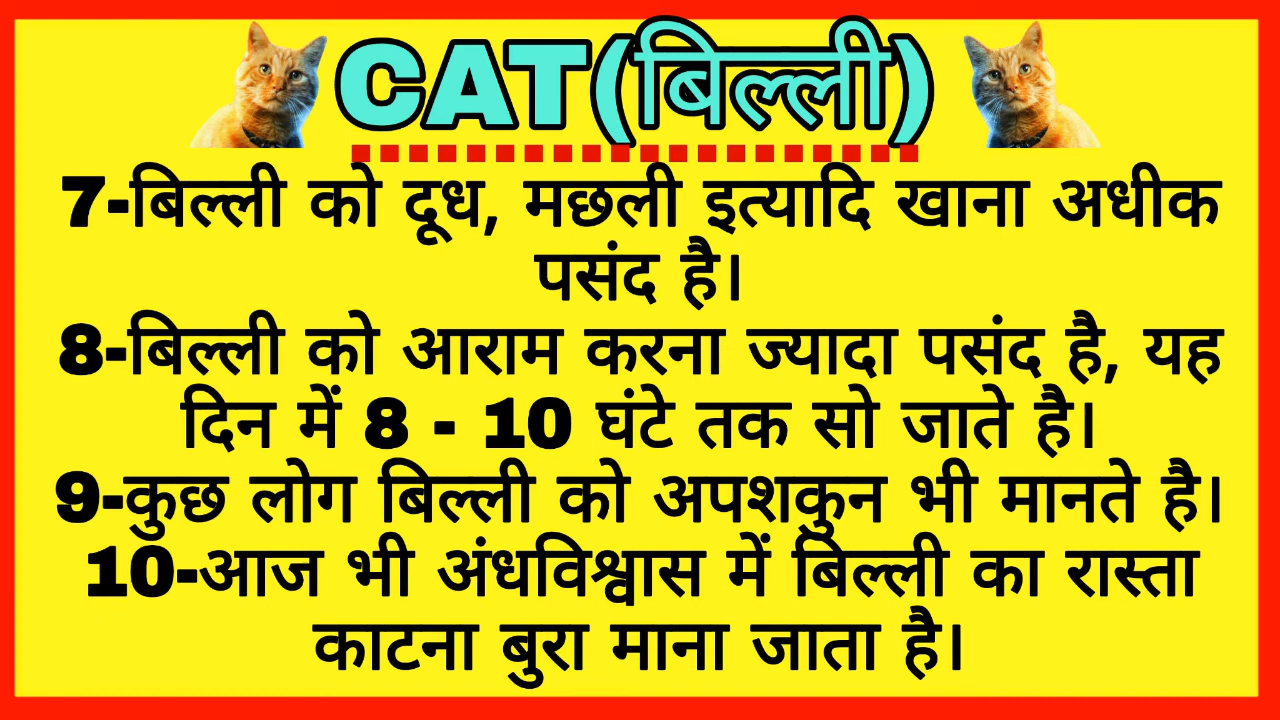 CAT(बिल्ली)
7-बिल्ली को दूध, मछली इत्यादि खाना अधीक
पसंद है।
8-बिल्ली को आराम करना ज्यादा पसंद है, यह
दिन में 8 - 10 घंटे तक सो जाते है।
9-कुछ लोग बिल्ली को अपशकुन भी मानते है।
10-आज भी अंधविश्वास में बिल्ली का रास्ता
काटना बुरा माना जाता है।